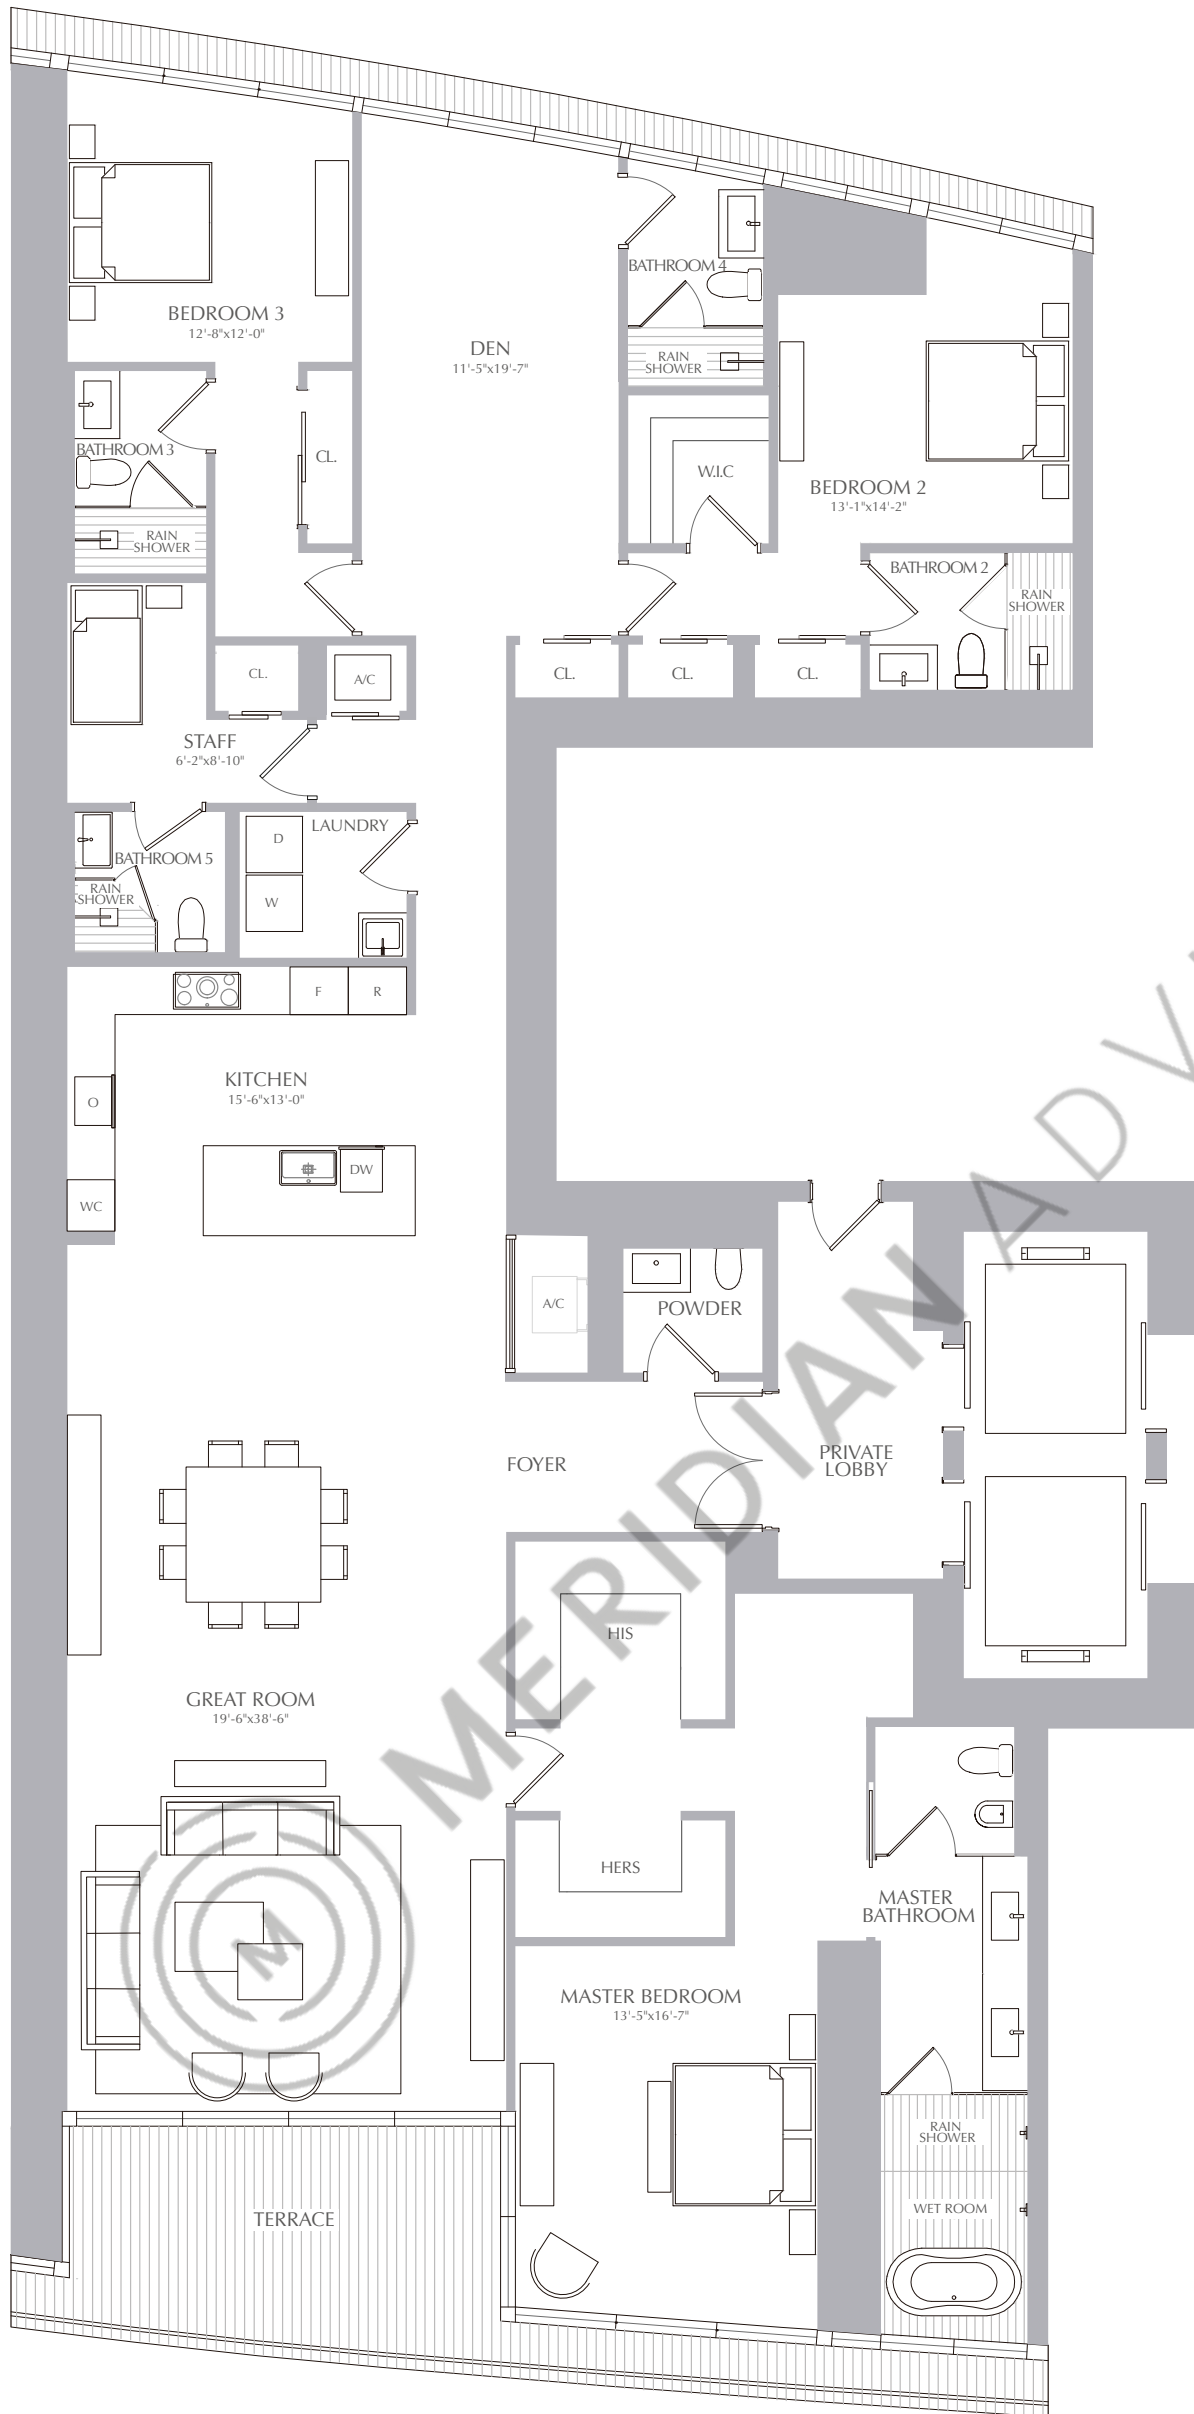 BEDROOM 3
12'-8"x12'-0"
DEN
11'-5"x19'-7"
BATHROOM 4
RAIN
SHOWER
BATHROOM 3
CL.
W.I.C
BEDROOM 2
13'-1"x14'-2"
RAIN
SHOWER
BATHROOM 2
RAIN
SHOWER
CL.
A/C
CL.
CL.
CL.
STAFF
6'-2"x8'-10"
LAUNDRY
D
BATHROOM 5
RAIN
SHOWER
W
F
R
KITCHEN
15'-6"x13'-0"
O
DW
WC
A/C
POWDER
FOYER
PRIVATE
LOBBY
HIS
GREAT ROOM
19'-6"x38'-6"
HERS
MASTER
BATHROOM
MASTER BEDROOM
13'-5"x16'-7"
RAIN
SHOWER
WET ROOM
TERRACE
M
MERIDIAN ADV